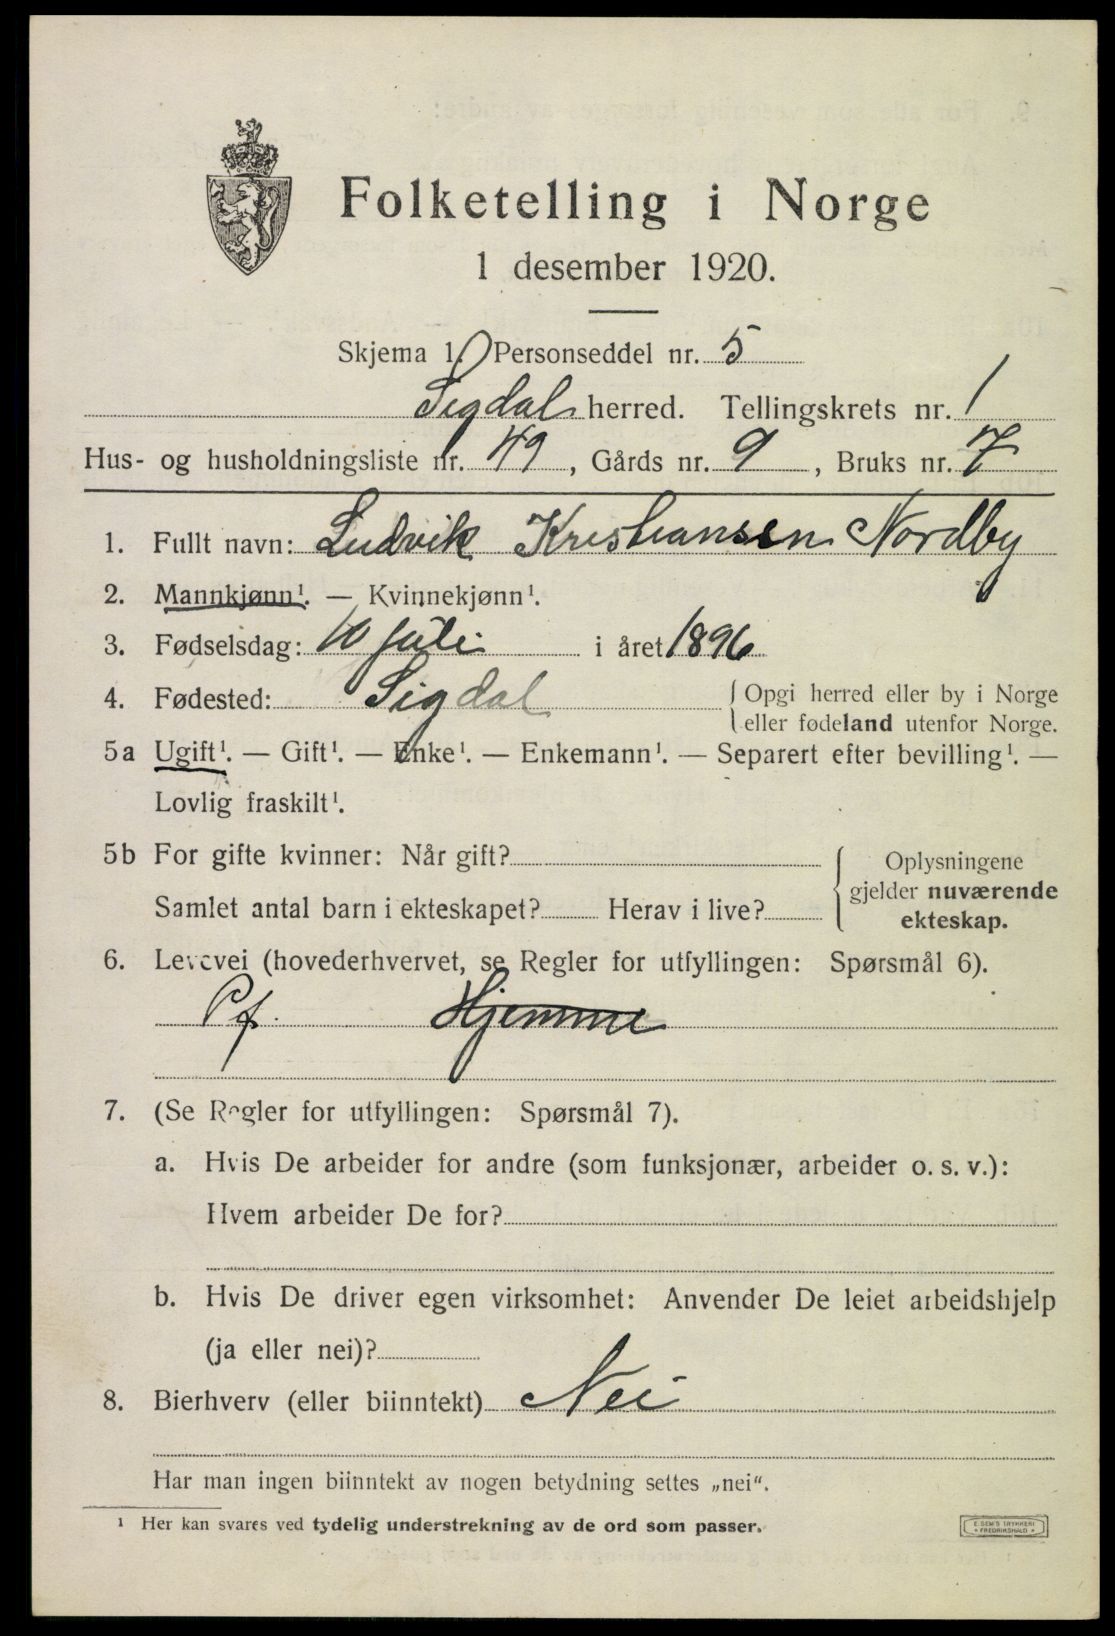 Folketelling i Norge
1 desember 1920.
Skjema 1. Personseddel nr. 5
Sigdal herred. Tellingskrets nr. 1
Hus- og husholdningsliste nr. 49, Gårds nr. 9, Bruks nr. 7
1. Fullt navn: Ludvik Kristiansen Nordby
2. Mannkjønn¹. — Kvinnekjønn¹.
3. Fødselsdag: 10 juli i året 1896
4. Fødested: Sigdal { Opgi herred eller by i Norge
eller fødeland utenfor Norge.
5a Ugift¹. — Gift¹. — Enke¹. — Enkemann¹. — Separert efter bevilling¹. —
Lovlig fraskilt¹.
5b For gifte kvinner: Når gift?
Samlet antal barn i ekteskapet? Herav i live?
{ Oplysningene
gjelder nuværende
ekteskap.
6. Levevei (hovederhvervet, se Regler for utfyllingen: Spørsmål 6).
Pf. Hjemme
7. (Se Regler for utfyllingen: Spørsmål 7).
a. Hvis De arbeider for andre (som funksjonær, arbeider o. s. v.):
Hvem arbeider De for?
b. Hvis De driver egen virksomhet: Anvender De leiet arbeidshjelp
(ja eller nei)?
8. Bierhverv (eller biinntekt) Nei
Har man ingen biinntekt av nogen betydning settes „nei“.
¹ Her kan svares ved tydelig understrekning av de ord som passer.
E. SEM'S TRYKKERI
FREDRIKSHALD